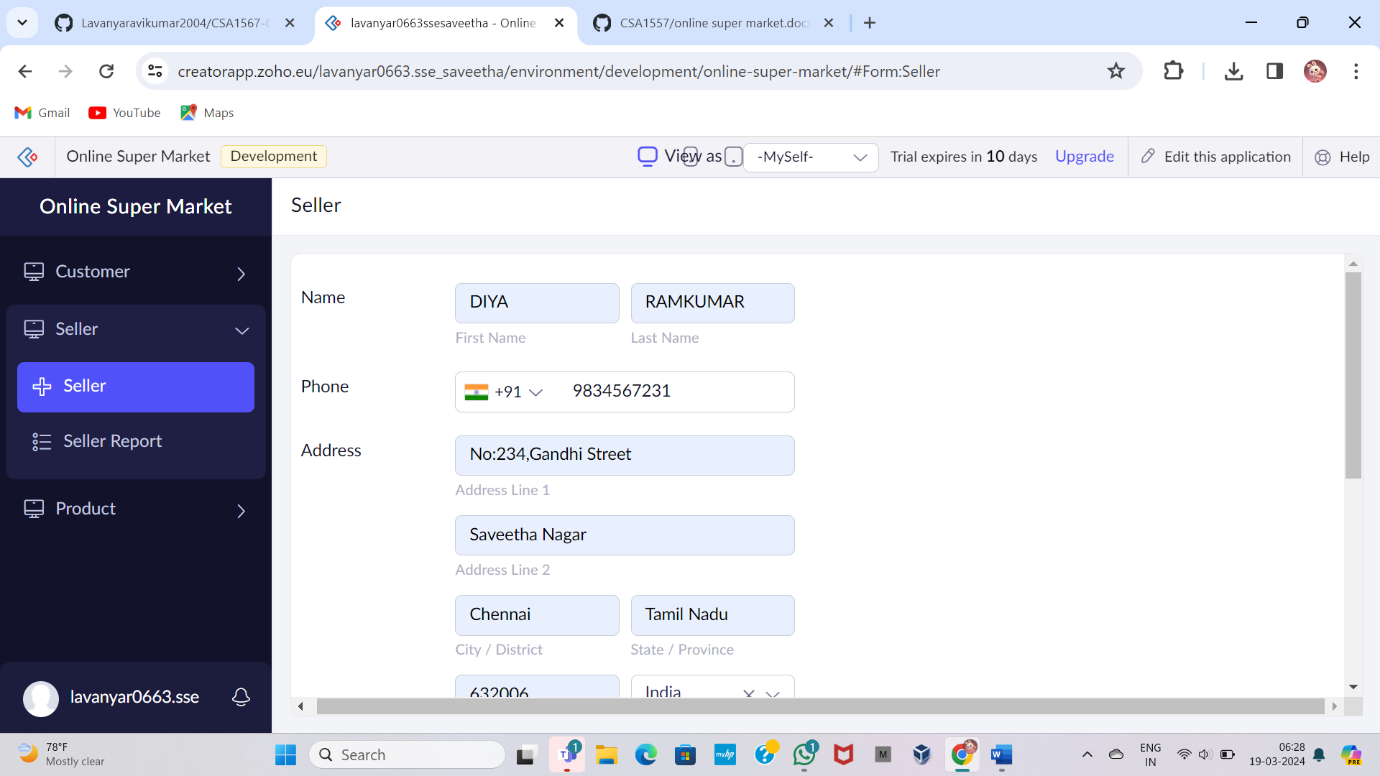 Lavanyaravikumar2004/CSA1567-C
lavanyar0663ssesaveetha - Online
CSA1557/online super market.doc
creatorapp.zoho.eu/lavanyar0663.sse_saveetha/environment/development/online-super-market/#Form:Seller
Gmail
YouTube
Maps
Online Super Market
Development
View as
-MySelf-
Trial expires in 10 days
Upgrade
Edit this application
Help
Online Super Market
Seller
Customer
Seller
Seller
Seller Report
Product
lavanyar0663.sse
Name
DIYA
RAMKUMAR
First Name
Last Name
Phone
+91
9834567231
Address
No:234,Gandhi Street
Address Line 1
Saveetha Nagar
Address Line 2
Chennai
Tamil Nadu
City / District
State / Province
632006
India
78°F
Mostly clear
Search
1
myhp
1
M
PRE
ENG
IN
06:28
19-03-2024